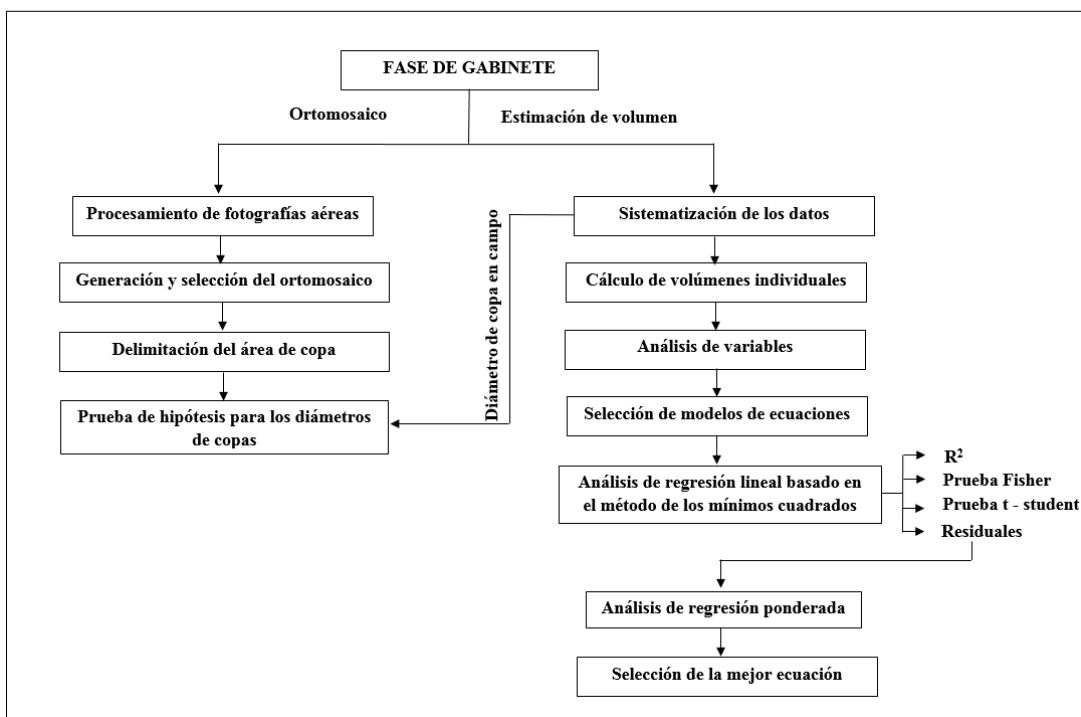 FASE DE GABINETE
Ortomosaico
Estimación de volumen
Procesamiento de fotografías aéreas
Generación y selección del ortomosaico
Delimitación del área de copa
Prueba de hipótesis para los diámetros
de copas
Diámetro de copa en campo
Sistematización de los datos
Cálculo de volúmenes individuales
Análisis de variables
Selección de modelos de ecuaciones
Análisis de regresión lineal basado en
el método de los mínimos cuadrados
R²
Prueba Fisher
Prueba t - student
Residuales
Análisis de regresión ponderada
Selección de la mejor ecuación